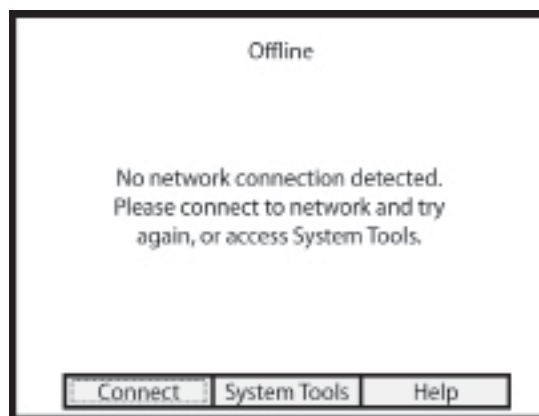 Offline
No network connection detected.
Please connect to network and try
again, or access System Tools.
Connect System Tools Help